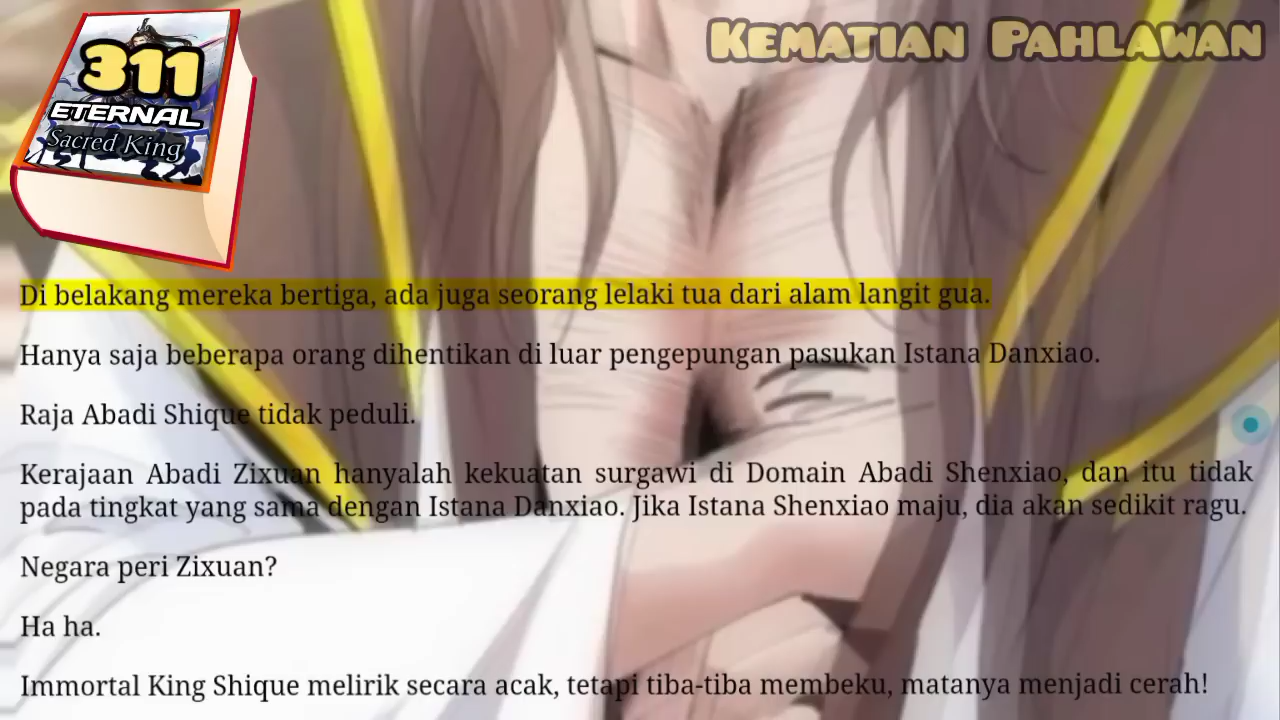 311
ETERNAL
Sacred King
KEMATIAN PAHLAWAN
Di belakang mereka bertiga, ada juga seorang lelaki tua dari alam langit gua.
Hanya saja beberapa orang dihentikan di luar pengepungan pasukan Istana Danxiao.
Raja Abadi Shique tidak peduli.
Kerajaan Abadi Zixuan hanyalah kekuatan surgawi di Domain Abadi Shenxiao, dan itu tidak
pada tingkat yang sama dengan Istana Danxiao. Jika Istana Shenxiao maju, dia akan sedikit ragu.
Negara peri Zixuan?
Ha ha.
Immortal King Shique melirik secara acak, tetapi tiba-tiba membeku, matanya menjadi cerah!